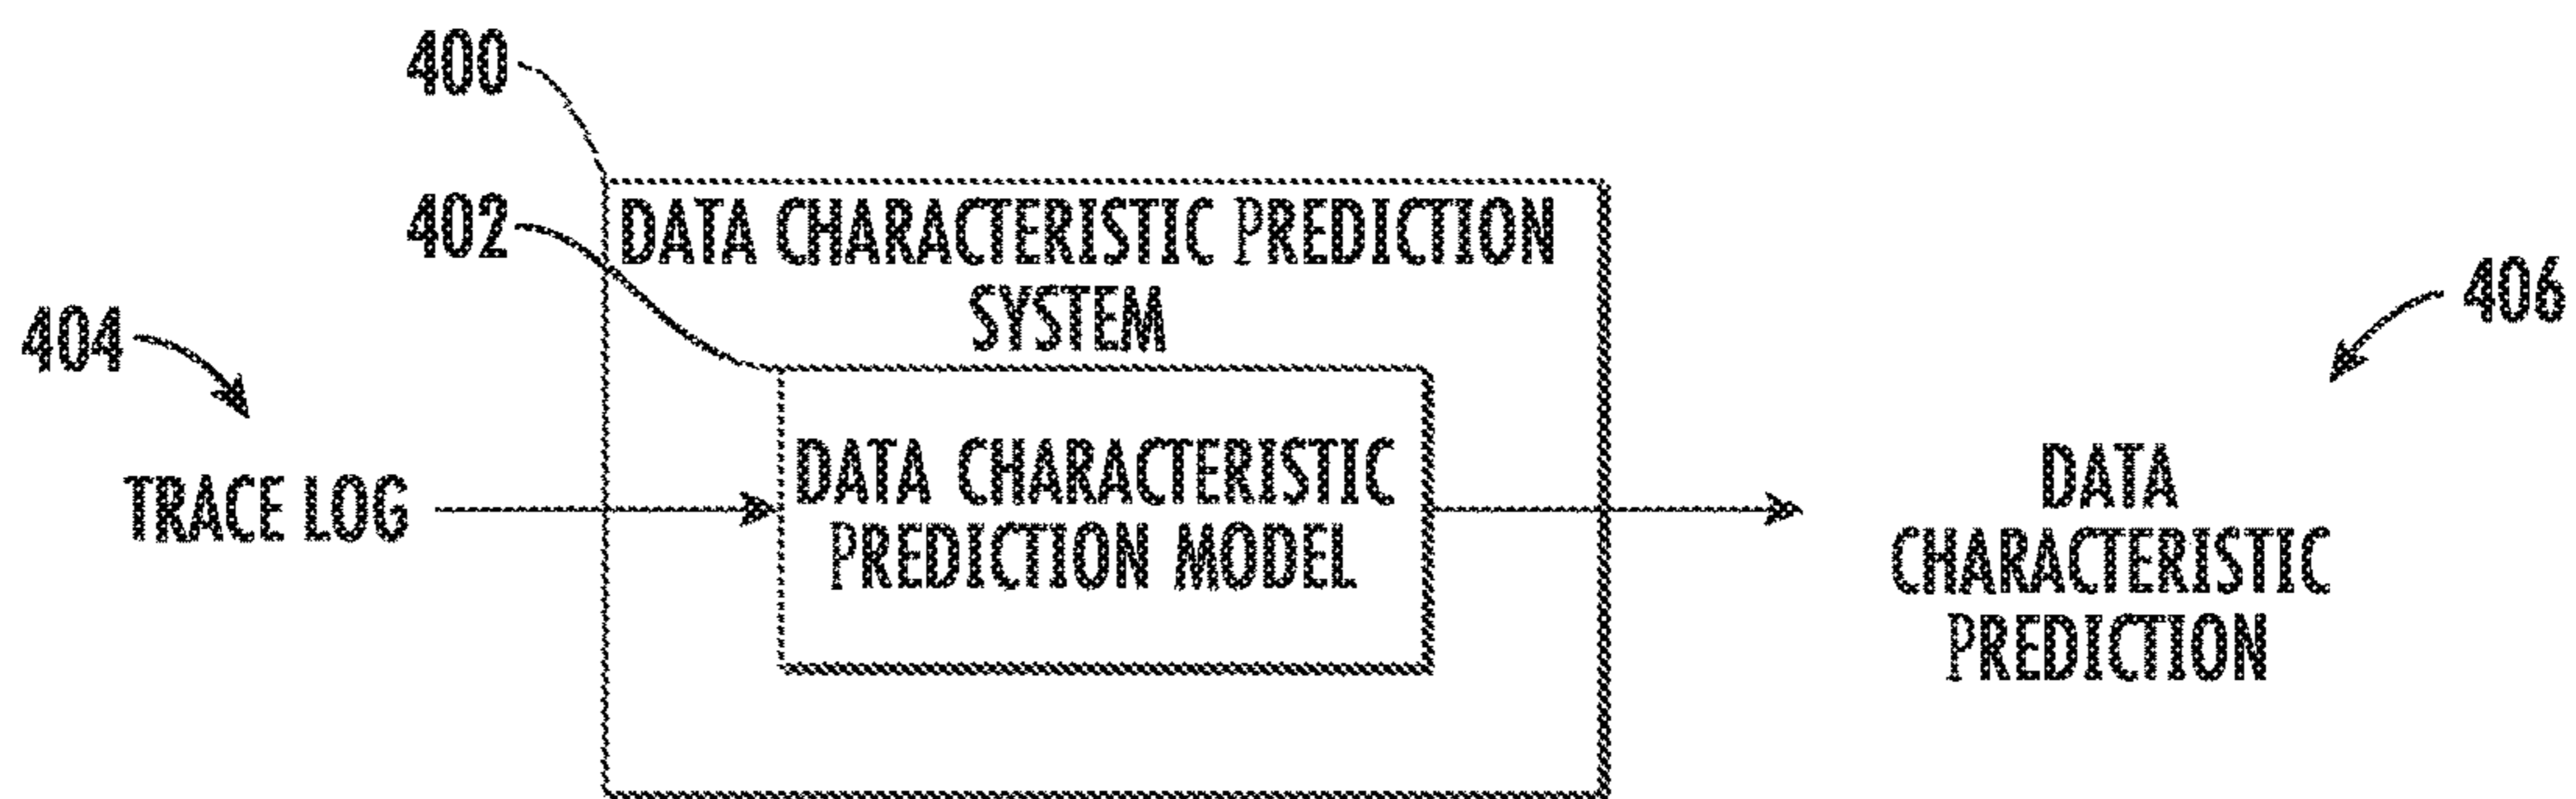 400
402
DATA CHARACTERISTIC PREDICTION
SYSTEM
404
406
TRACE LOG
DATA CHARACTERISTIC
PREDICTION MODEL
DATA
CHARACTERISTIC
PREDICTION